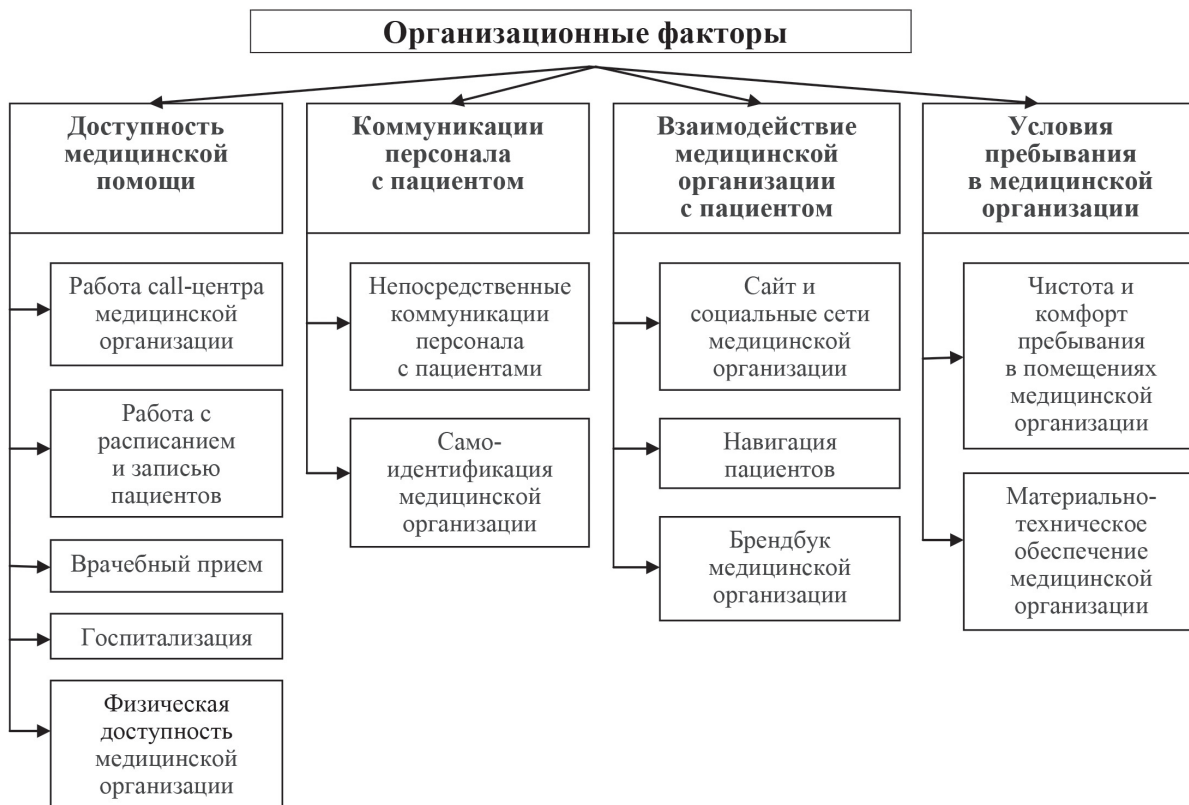 Организационные факторы
Доступность
медицинской
помощи
Работа call-центра
медицинской
организации
Работа с
расписанием
и записью
пациентов
Врачебный прием
Госпитализация
Физическая
доступность
медицинской
организации
Коммуникации
персонала
с пациентом
Непосредственные
коммуникации
персонала
с пациентами
Само-
идентификация
медицинской
организации
Взаимодействие
медицинской
организации
с пациентом
Сайт и
социальные сети
медицинской
организации
Навигация
пациентов
Брендбук
медицинской
организации
Условия
пребывания
в медицинской
организации
Чистота и
комфорт
пребывания
в помещениях
медицинской
организации
Материально-
техническое
обеспечение
медицинской
организации